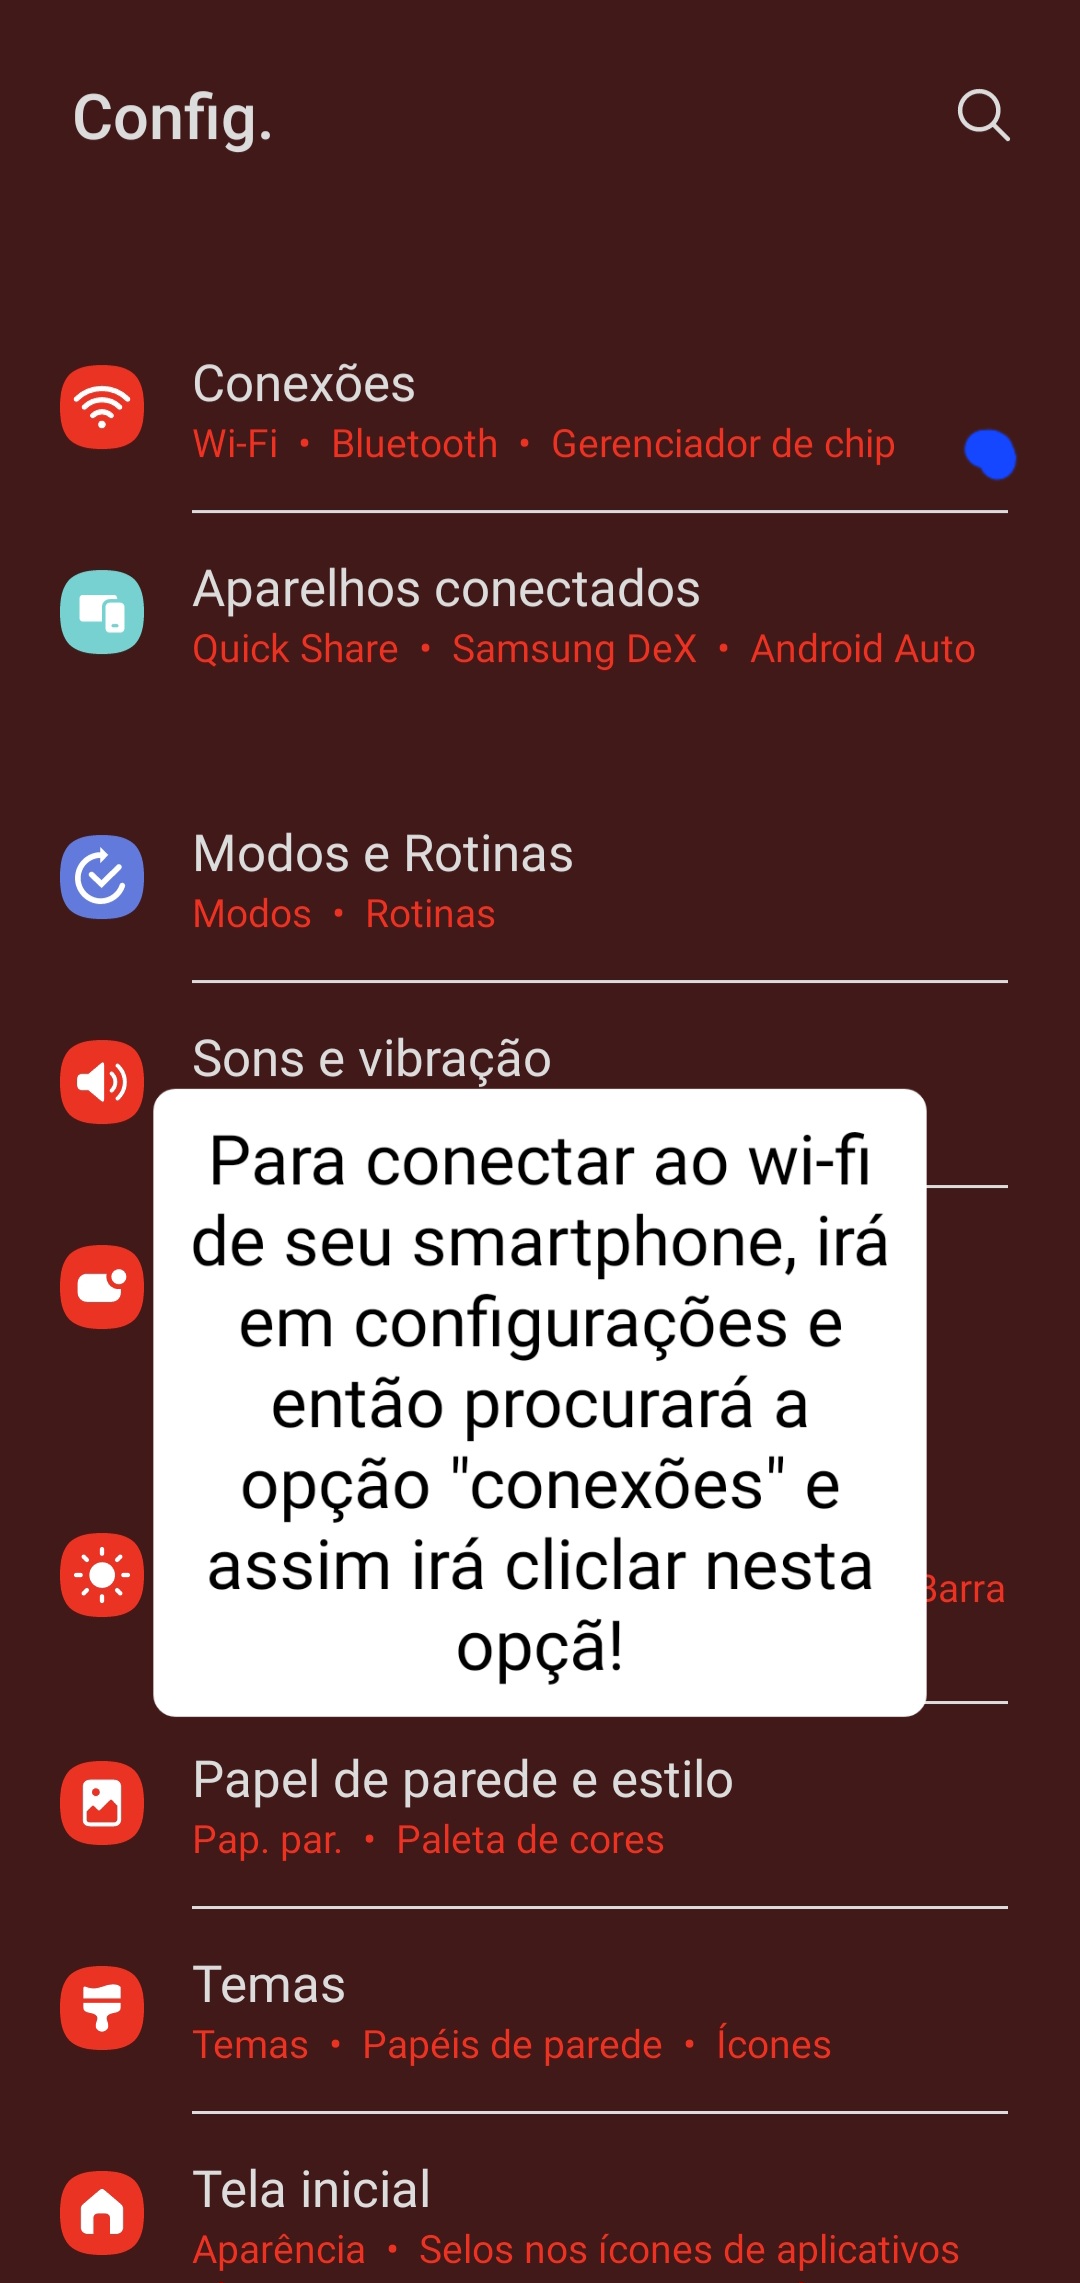 Config.
Conexões
Wi-Fi • Bluetooth • Gerenciador de chip
Aparelhos conectados
Quick Share • Samsung DeX • Android Auto
Modos e Rotinas
Modos • Rotinas
Sons e vibração
Para conectar ao wi-fi
de seu smartphone, irá
em configurações e
então procurará a
opção "conexões" e
assim irá cliclar nesta
opçã!
Barra
Papel de parede e estilo
Pap. par. • Paleta de cores
Temas
Temas • Papéis de parede • Ícones
Tela inicial
Aparência • Selos nos ícones de aplicativos